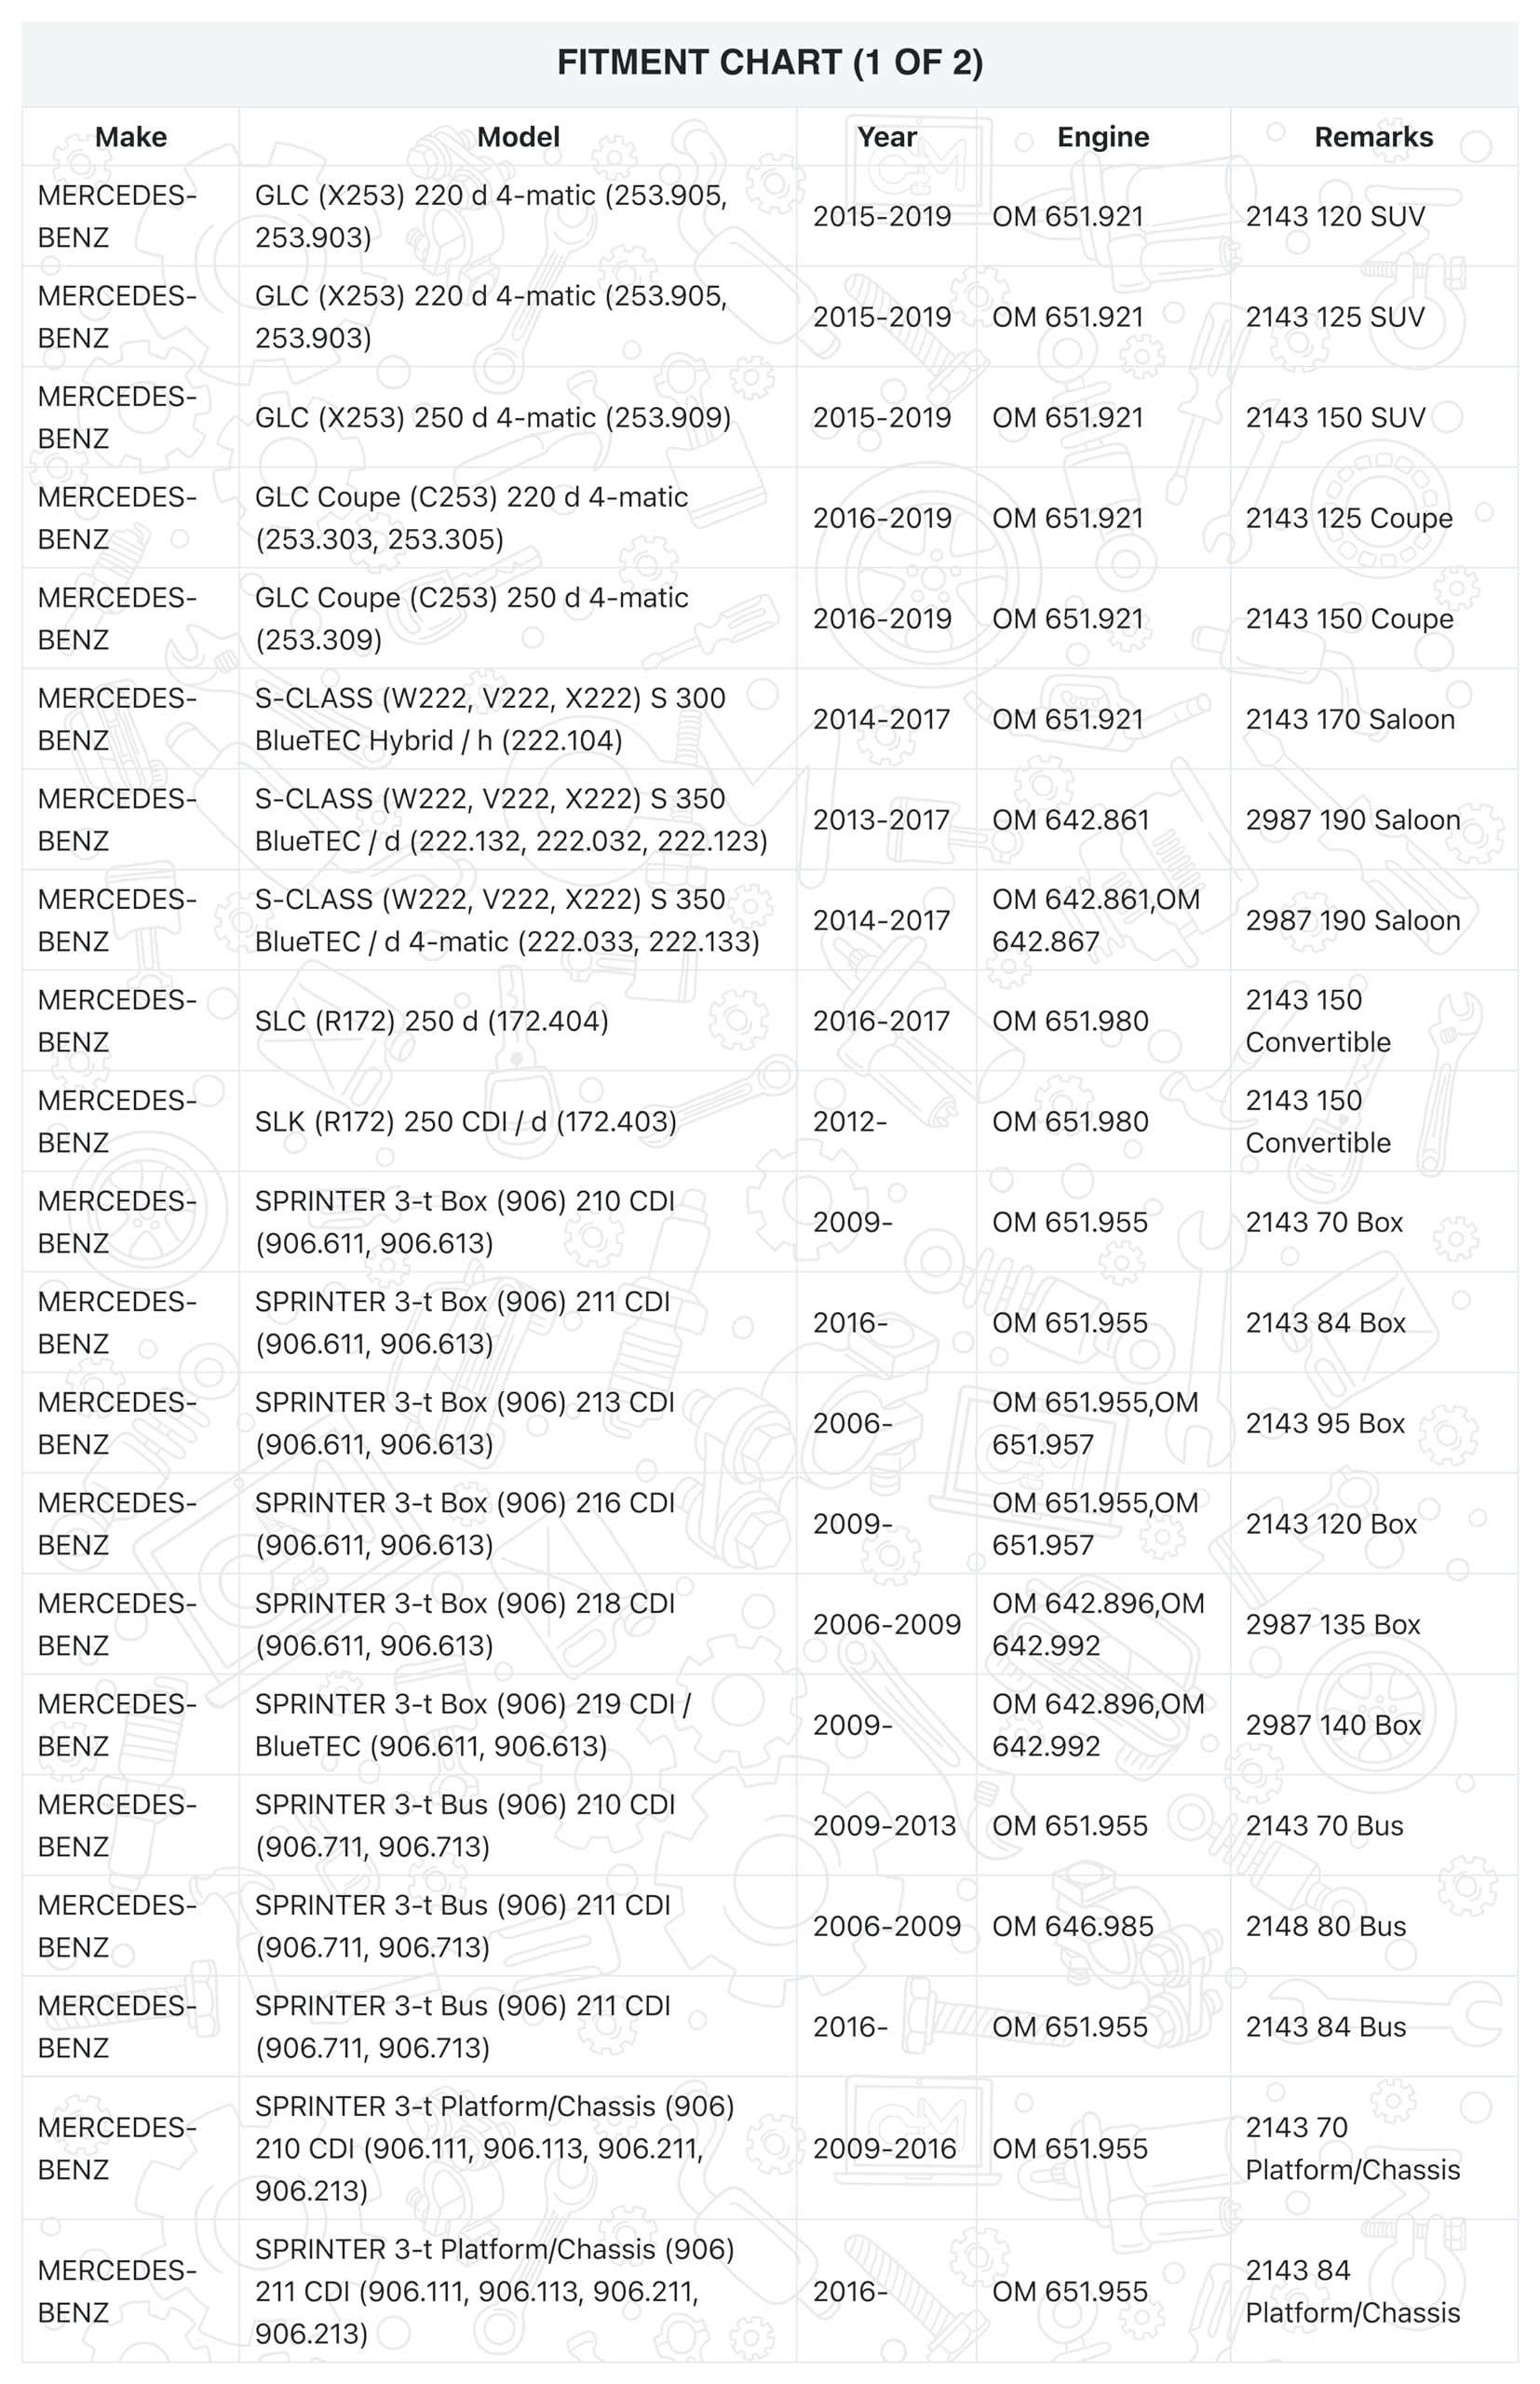 FITMENT CHART (1 OF 2)
Make Model Year Engine Remarks
MERCEDES-
BENZ
GLC (X253) 220 d 4-matic (253.905,
253.903)
2015-2019
OM 651.921
2143 120 SUV
MERCEDES-
BENZ
GLC (X253) 220 d 4-matic (253.905,
253.903)
2015-2019
OM 651.921
2143 125 SUV
MERCEDES-
BENZ
GLC (X253) 250 d 4-matic (253.909)
2015-2019
OM 651.921
2143 150 SUV
MERCEDES-
BENZ
GLC Coupe (C253) 220 d 4-matic
(253.303, 253.305)
2016-2019
OM 651.921
2143 125 Coupe
MERCEDES-
BENZ
GLC Coupe (C253) 250 d 4-matic
(253.309)
2016-2019
OM 651.921
2143 150 Coupe
MERCEDES-
BENZ
S-CLASS (W222, V222, X222) S 300
BlueTEC Hybrid / h (222.104)
2014-2017
OM 651.921
2143 170 Saloon
MERCEDES-
BENZ
S-CLASS (W222, V222, X222) S 350
BlueTEC / d (222.132, 222.032, 222.123)
2013-2017
OM 642.861
2987 190 Saloon
MERCEDES-
BENZ
S-CLASS (W222, V222, X222) S 350
BlueTEC / d 4-matic (222.033, 222.133)
2014-2017
OM 642.861,OM
642.867
2987 190 Saloon
MERCEDES-
BENZ
SLC (R172) 250 d (172.404)
2016-2017
OM 651.980
2143 150
Convertible
MERCEDES-
BENZ
SLK (R172) 250 CDI / d (172.403)
2012-
OM 651.980
2143 150
Convertible
MERCEDES-
BENZ
SPRINTER 3-t Box (906) 210 CDI
(906.611, 906.613)
2009-
OM 651.955
2143 70 Box
MERCEDES-
BENZ
SPRINTER 3-t Box (906) 211 CDI
(906.611, 906.613)
2016-
OM 651.955
2143 84 Box
MERCEDES-
BENZ
SPRINTER 3-t Box (906) 213 CDI
(906.611, 906.613)
2006-
OM 651.955,OM
651.957
2143 95 Box
MERCEDES-
BENZ
SPRINTER 3-t Box (906) 216 CDI
(906.611, 906.613)
2009-
OM 651.955,OM
651.957
2143 120 Box
MERCEDES-
BENZ
SPRINTER 3-t Box (906) 218 CDI
(906.611, 906.613)
2006-2009
OM 642.896,OM
642.992
2987 135 Box
MERCEDES-
BENZ
SPRINTER 3-t Box (906) 219 CDI /
BlueTEC (906.611, 906.613)
2009-
OM 642.896,OM
642.992
2987 140 Box
MERCEDES-
BENZ
SPRINTER 3-t Bus (906) 210 CDI
(906.711, 906.713)
2009-2013
OM 651.955
2143 70 Bus
MERCEDES-
BENZ
SPRINTER 3-t Bus (906) 211 CDI
(906.711, 906.713)
2006-2009
OM 646.985
2148 80 Bus
MERCEDES-
BENZ
SPRINTER 3-t Bus (906) 211 CDI
(906.711, 906.713)
2016-
OM 651.955
2143 84 Bus
MERCEDES-
BENZ
SPRINTER 3-t Platform/Chassis (906)
210 CDI (906.111, 906.113, 906.211,
906.213)
2009-2016
OM 651.955
2143 70
Platform/Chassis
MERCEDES-
BENZ
SPRINTER 3-t Platform/Chassis (906)
211 CDI (906.111, 906.113, 906.211,
906.213)
2016-
OM 651.955
2143 84
Platform/Chassis